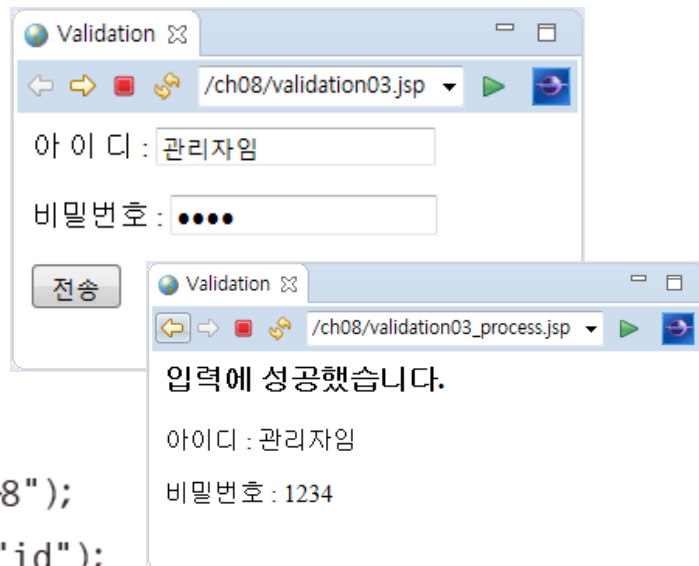 Validation
/ch08/validation03.jsp
아 이 디 : 관리자임
비밀번호 : ●●●●
전송
Validation
/ch08/validation03_process.jsp
입력에 성공했습니다.
아이디 : 관리자임
비밀번호 : 1234
8");
"id");